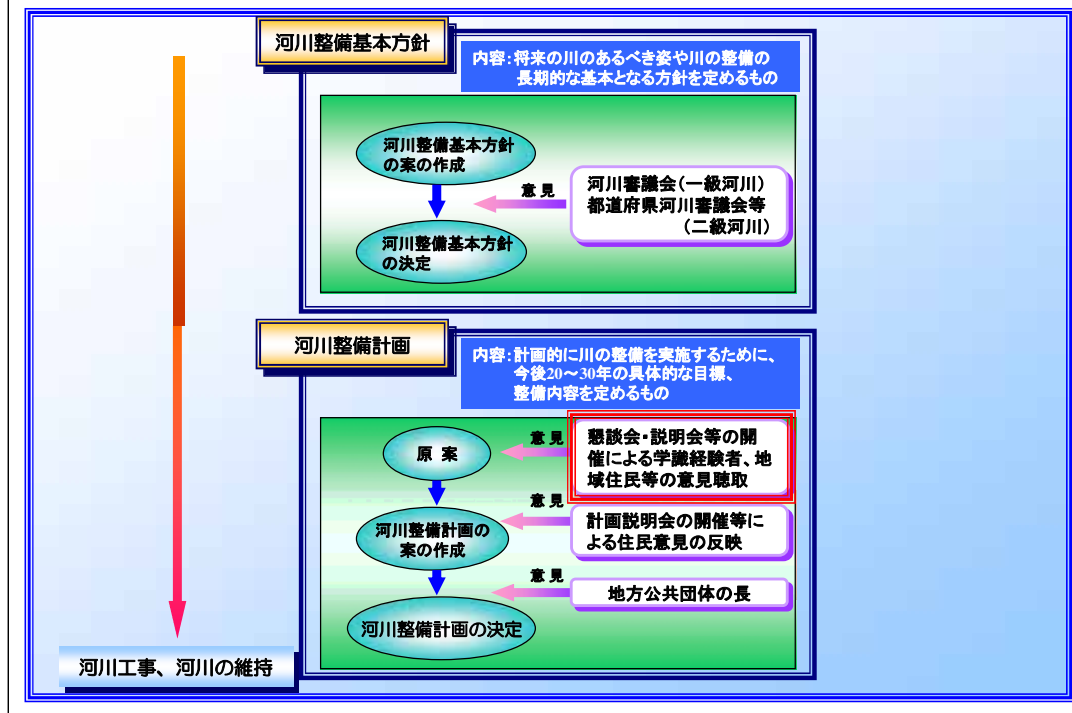 河川整備基本方針
内容:将来の川のあるべき姿や川の整備の
長期的な基本となる方針を定めるもの
河川整備基本方針
の案の作成
意 見
河川審議会(一級河川)
都道府県河川審議会等
(二級河川)
河川整備基本方針
の決定
河川整備計画
内容:計画的に川の整備を実施するために、
今後20~30年の具体的な目標、
整備内容を定めるもの
原 案
意 見
懇談会・説明会等の開
催による学識経験者、地
域住民等の意見聴取
河川整備計画の
案の作成
意 見
計画説明会の開催等に
よる住民意見の反映
意 見
地方公共団体の長
河川整備計画の決定
河川工事、河川の維持